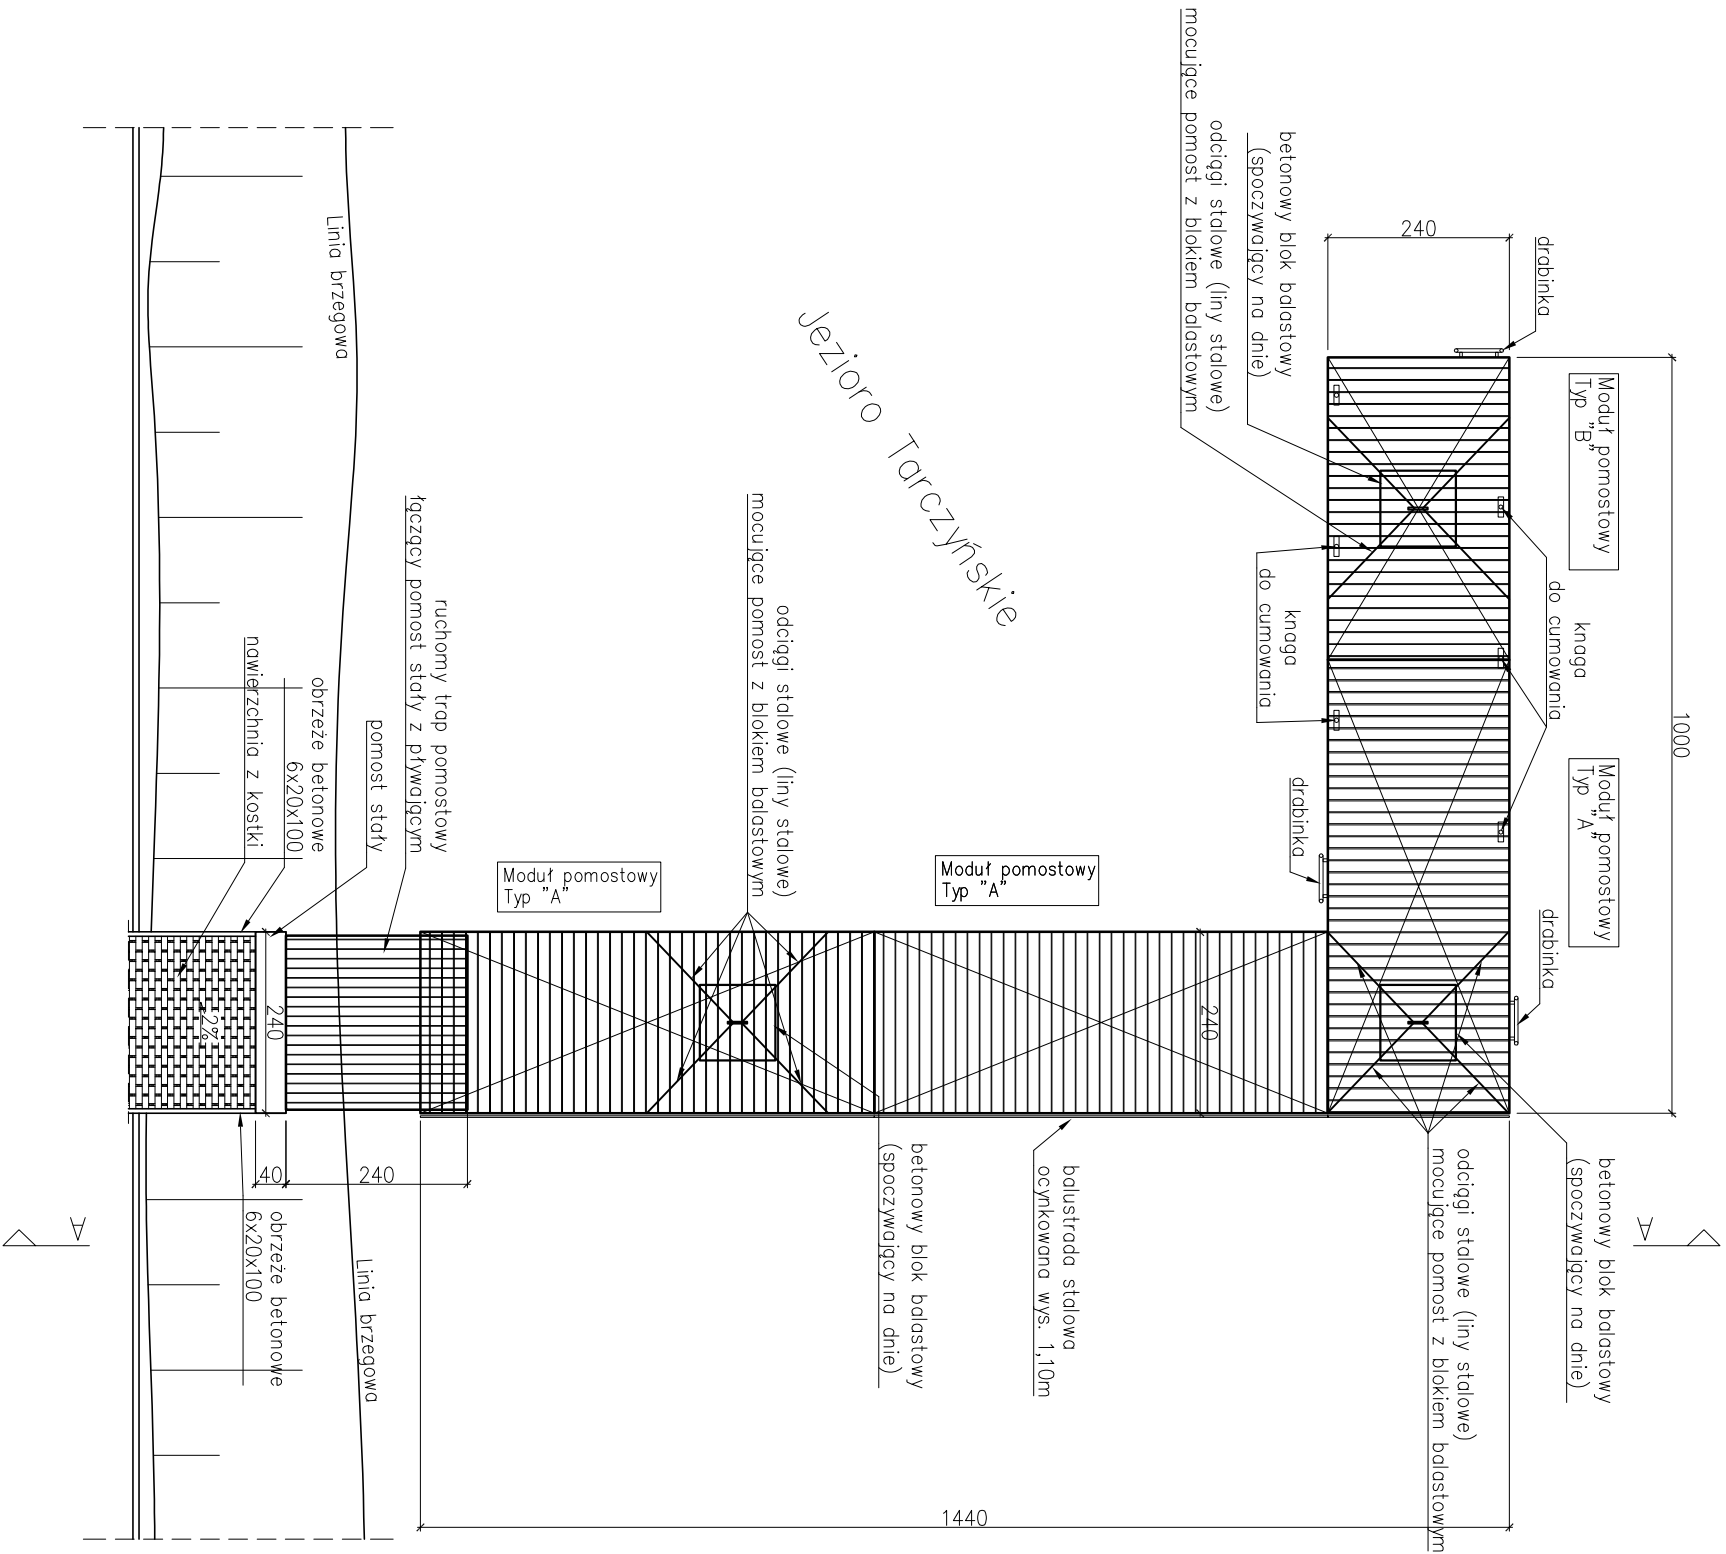 mocujące pomost z blokiem balastowym
odciągi stalowe (liny stalowe)
betonowy blok balastowy
(spoczywający na dnie)
240
drabinka
1000
Moduł pomostowy
Typ "B"
knaga
do cumowania
knaga
do cumowania
Moduł pomostowy
Typ "A"
drabinka
drabinka
Jezioro Tarczyńskie
Linia brzegowa
odciągi stalowe (liny stalowe)
mocujące pomost z blokiem balastowym
ruchomy trap pomostowy
łączący pomost stały z pływającym
pomost stały
obrzeże betonowe
6x20x100
nawierzchnia z kostki
Moduł pomostowy
Typ "A"
Moduł pomostowy
Typ "A"
2%
240
240
40
240
betonowy blok balastowy
(spoczywający na dnie)
balustrada stalowa
ocynkowana wys. 1,10m
betonowy blok balastowy
(spoczywający na dnie)
odciągi stalowe (liny stalowe)
mocujące pomost z blokiem balastowym
obrzeże betonowe
6x20x100
Linia brzegowa
A
A
1440